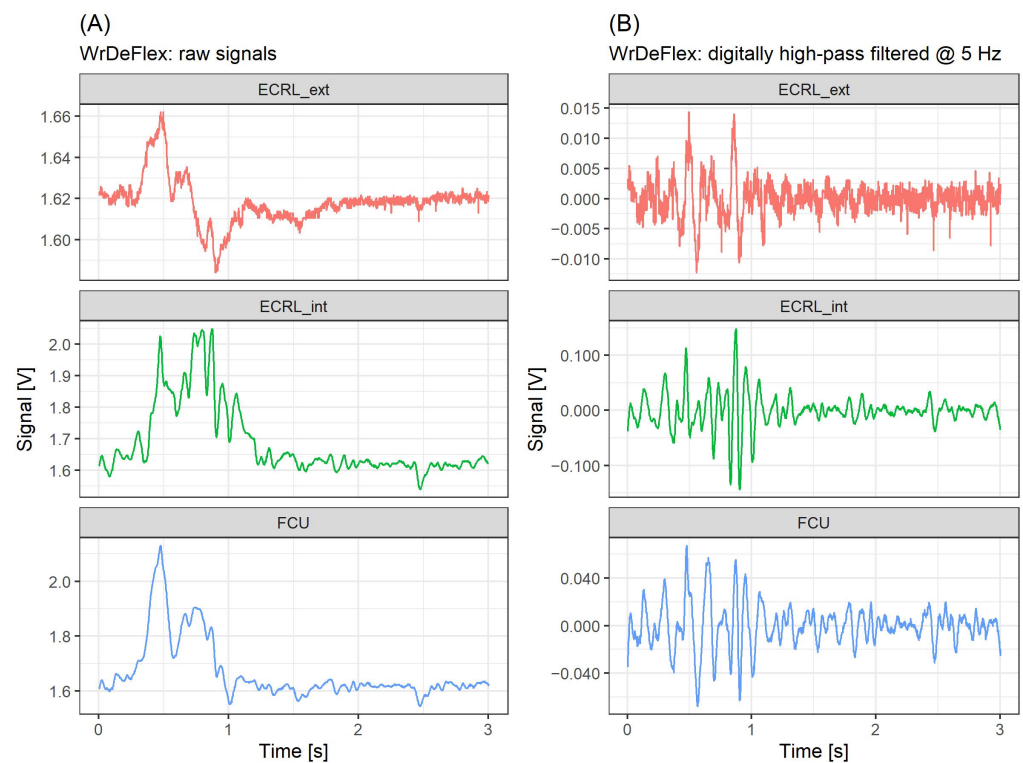 (A)
WrDeFlex: raw signals
ECRL_ext
1.66
1.64
1.62
1.60
ECRL_int
2.0
1.9
1.8
1.7
1.6
Signal [V]
FCU
2.0
1.8
1.6
0 1 2 3
Time [s]
(B)
WrDeFlex: digitally high-pass filtered @ 5 Hz
ECRL_ext
0.015
0.010
0.005
0.000
−0.005
−0.010
ECRL_int
0.100
0.000
−0.100
Signal [V]
FCU
0.040
0.000
−0.040
0 1 2 3
Time [s]